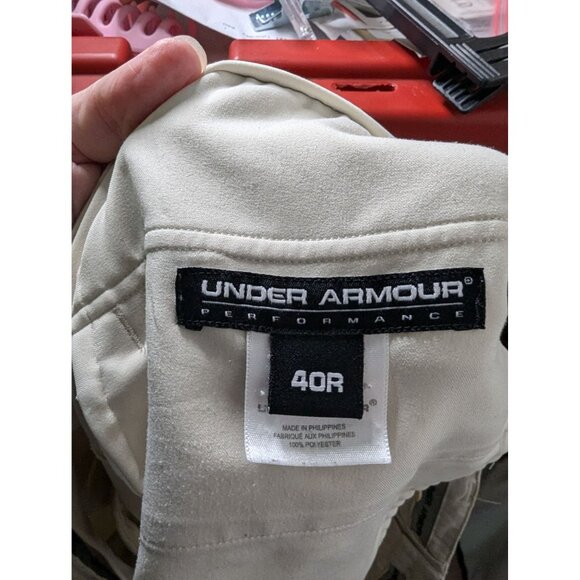 UNDER ARMOUR®
PERFORMANCE
40R
MADE IN PHILIPPINES
FABRIQUÉ AUX PHILIPPINES
100% POLYESTER